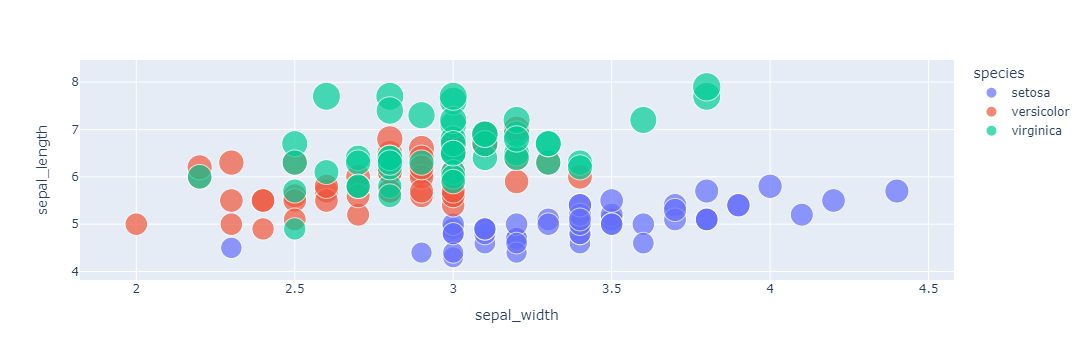 species
setosa
versicolor
virginica
8
7
6
5
4
sepal_length
2
2.5
3
3.5
4
4.5
sepal_width